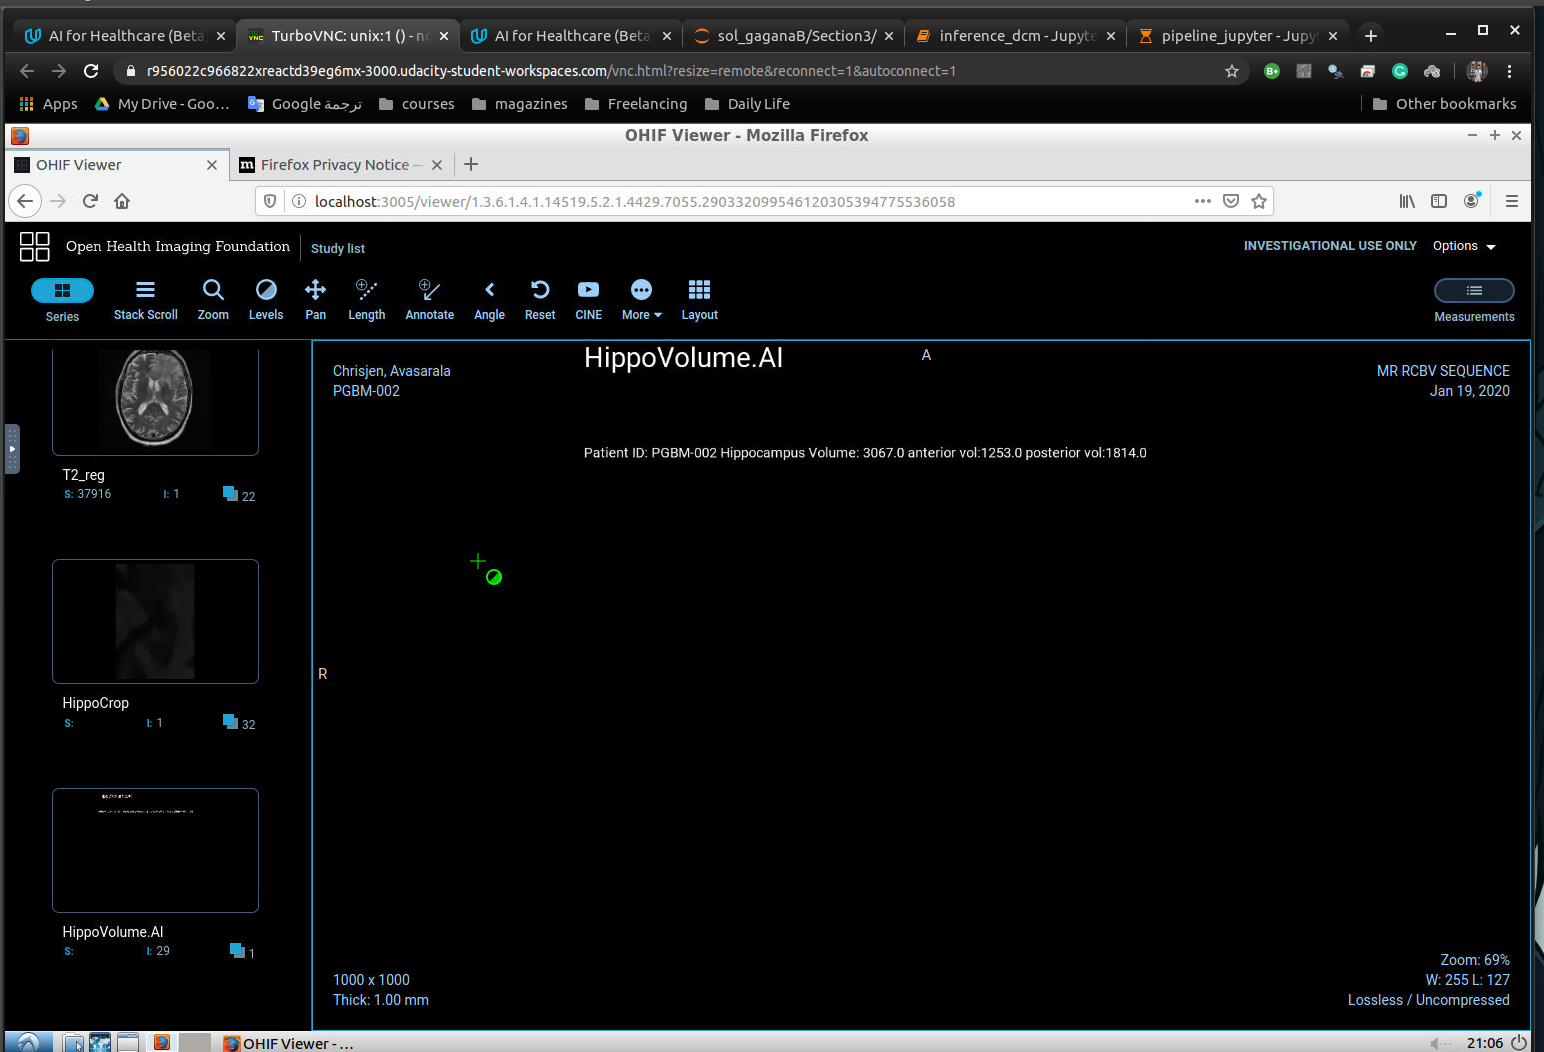 AI for Healthcare (Beta
TurboVNC: unix:1 () - no
AI for Healthcare (Beta
sol_gaganaB/Section3/
inference_dcm - Jupyte
pipeline_jupyter - Jupy
r956022c966822xreactd39eg6mx-3000.udacity-student-workspaces.com/vnc.html?resize=remote&reconnect=1&autoconnect=1
Apps
My Drive - Goo...
Google ترجمة
courses
magazines
Freelancing
Daily Life
Other bookmarks
OHIF Viewer - Mozilla Firefox
OHIF Viewer
Firefox Privacy Notice —
localhost:3005/viewer/1.3.6.1.4.1.14519.5.2.1.4429.7055.290332099546120305394775536058
Open Health Imaging Foundation
Study list
INVESTIGATIONAL USE ONLY
Options
Series
Stack Scroll
Zoom
Levels
Pan
Length
Annotate
Angle
Reset
CINE
More
Layout
Measurements
T2_reg
S: 37916
I: 1
22
HippoCrop
S:
I: 1
32
HippoVolume.AI
S:
I: 29
1
HippoVolume.AI
A
Chrisjen, Avasarala
PGBM-002
MR RCBV SEQUENCE
Jan 19, 2020
Patient ID: PGBM-002 Hippocampus Volume: 3067.0 anterior vol:1253.0 posterior vol:1814.0
R
1000 x 1000
Thick: 1.00 mm
Zoom: 69%
W: 255 L: 127
Lossless / Uncompressed
OHIF Viewer - ...
21:06